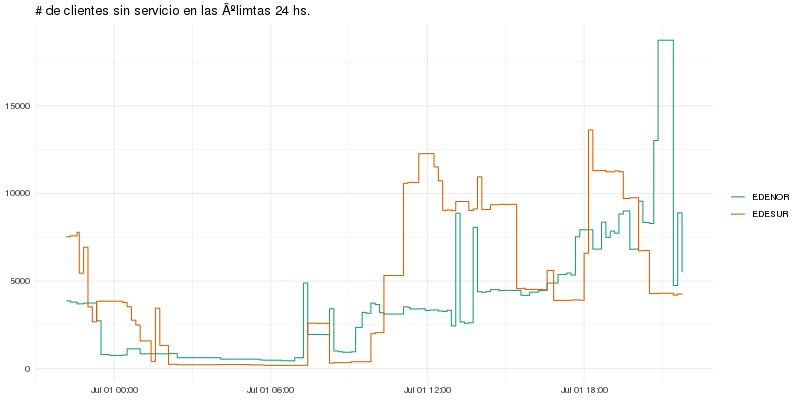 # de clientes sin servicio en las Ãºlimtas 24 hs.
15000
10000
5000
0
Jul 01 00:00
Jul 01 06:00
Jul 01 12:00
Jul 01 18:00
EDENOR
EDESUR